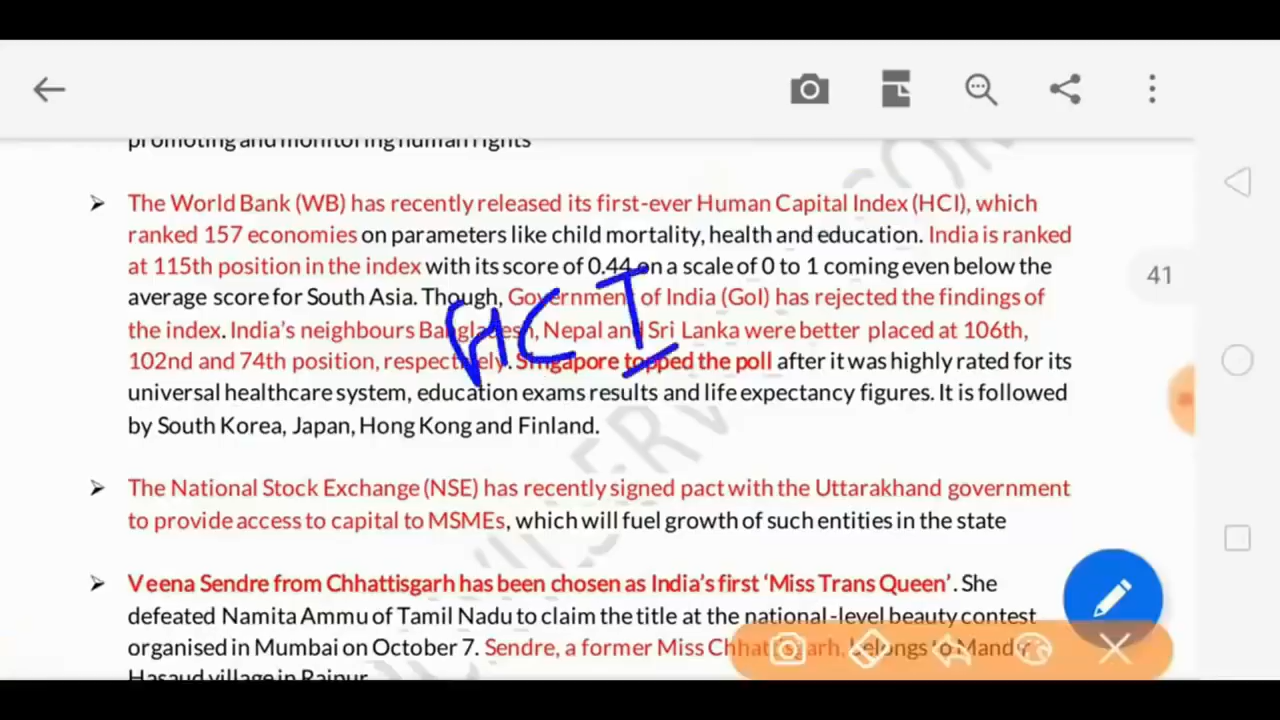 promoting and monitoring human rights
➤ The World Bank (WB) has recently released its first-ever Human Capital Index (HCI), which
ranked 157 economies on parameters like child mortality, health and education. India is ranked
at 115th position in the index with its score of 0.44 on a scale of 0 to 1 coming even below the
average score for South Asia. Though, Government of India (GoI) has rejected the findings of
the index. India's neighbours Bangladesh, Nepal and Sri Lanka were better placed at 106th,
102nd and 74th position, respectively. Singapore topped the poll after it was highly rated for its
universal healthcare system, education exams results and life expectancy figures. It is followed
by South Korea, Japan, Hong Kong and Finland.
HCI
41
➤ The National Stock Exchange (NSE) has recently signed pact with the Uttarakhand government
to provide access to capital to MSMEs, which will fuel growth of such entities in the state
➤ Veena Sendre from Chhattisgarh has been chosen as India's first 'Miss Trans Queen'. She
defeated Namita Ammu of Tamil Nadu to claim the title at the national-level beauty contest
organised in Mumbai on October 7. Sendre, a former Miss Chhattisgarh, belongs to Mandir
Hasaud village in Raipur